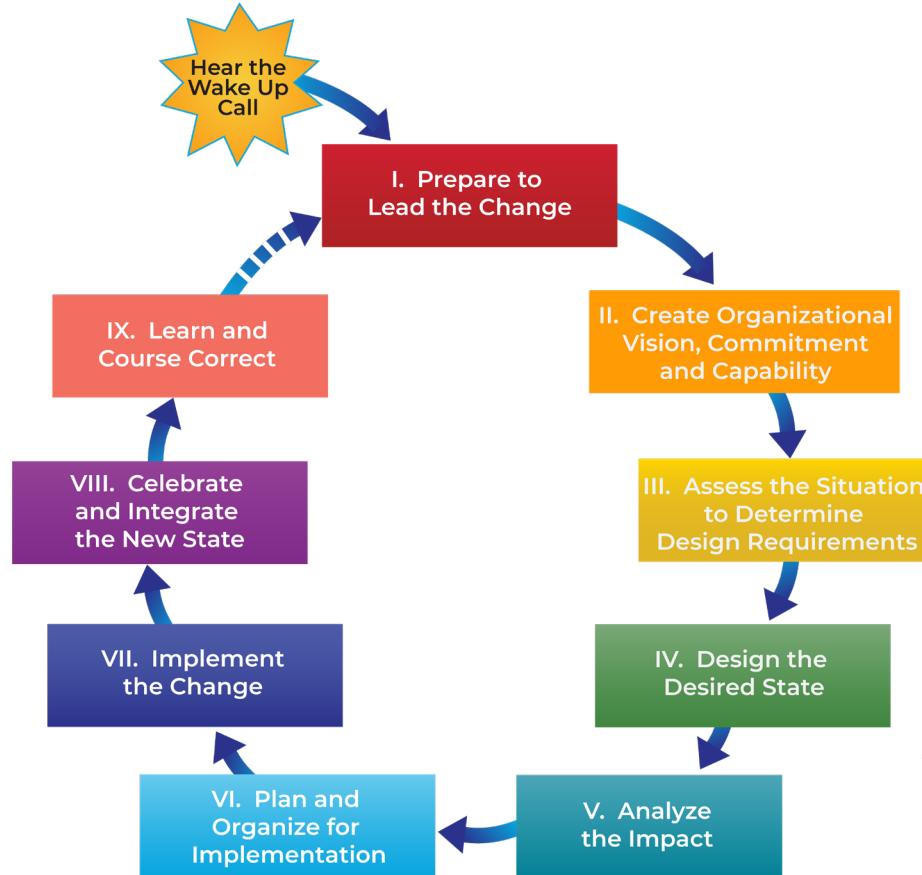 Hear the
Wake Up
Call
I. Prepare to
Lead the Change
II. Create Organizational
Vision, Commitment
and Capability
III. Assess the Situation
to Determine
Design Requirements
IV. Design the
Desired State
V. Analyze
the Impact
VI. Plan and
Organize for
Implementation
VII. Implement
the Change
VIII. Celebrate
and Integrate
the New State
IX. Learn and
Course Correct